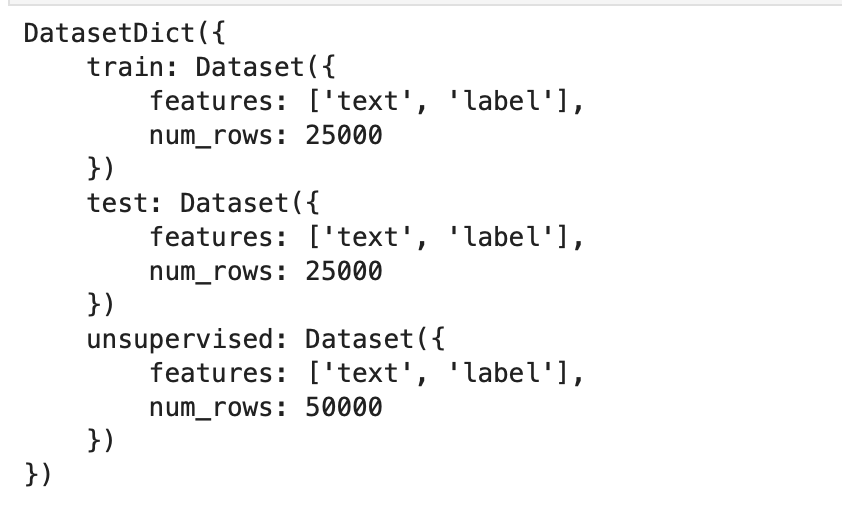 DatasetDict({
    train: Dataset({
        features: ['text', 'label'],
        num_rows: 25000
    })
    test: Dataset({
        features: ['text', 'label'],
        num_rows: 25000
    })
    unsupervised: Dataset({
        features: ['text', 'label'],
        num_rows: 50000
    })
})